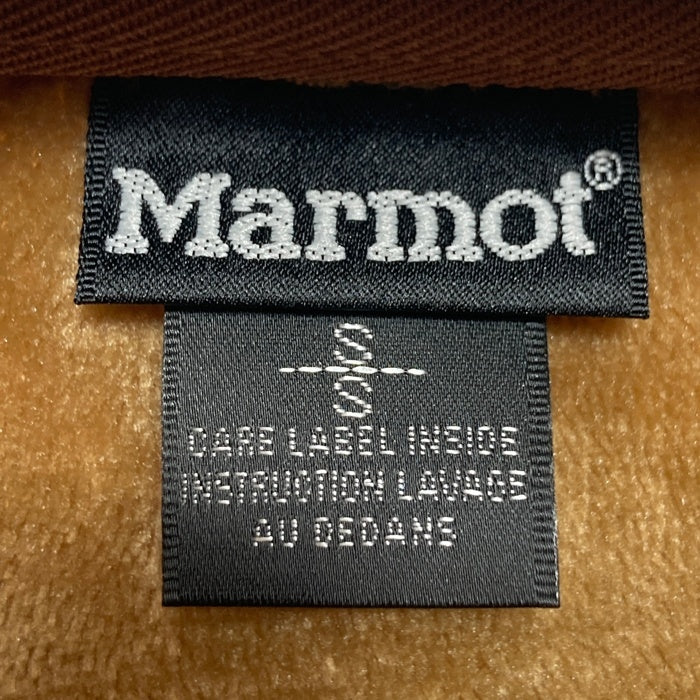 Marmot®
S
S
CARE LABEL INSIDE
INSTRUCTION LAVAGE
AU DEDANS